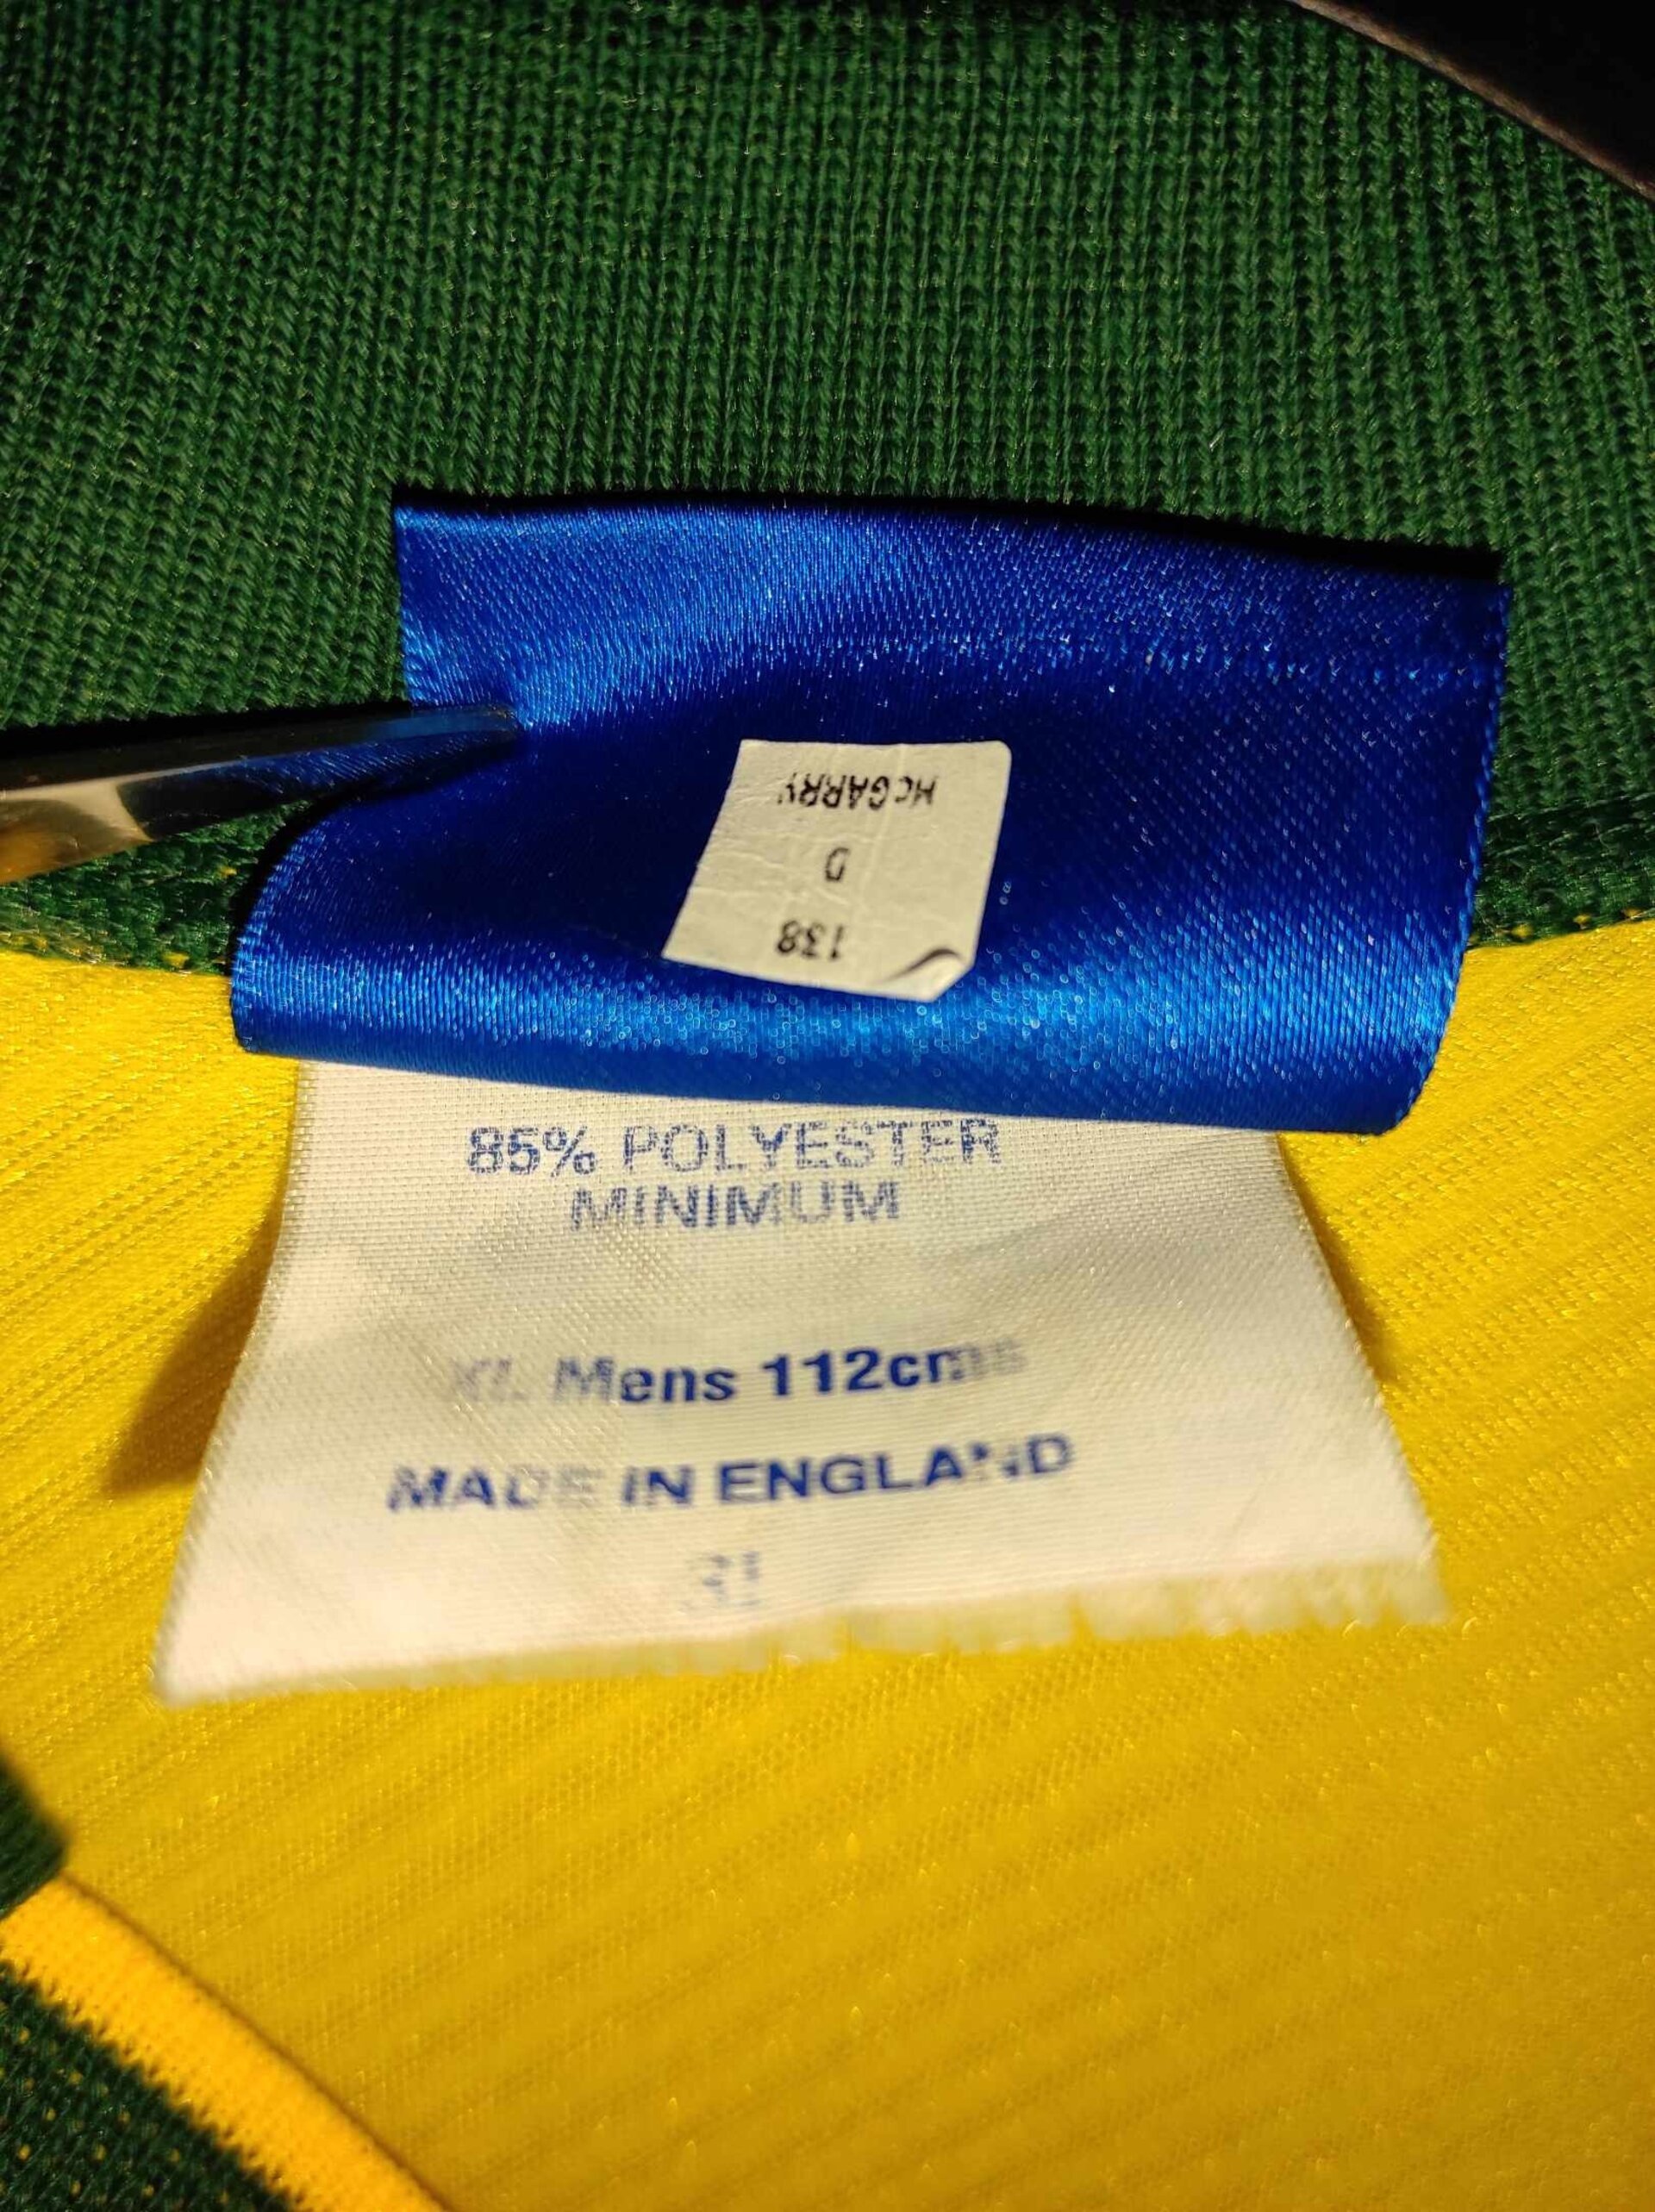 McGARRY
D
138
85% POLYESTER
MINIMUM
XL Mens 112cms
MADE IN ENGLAND